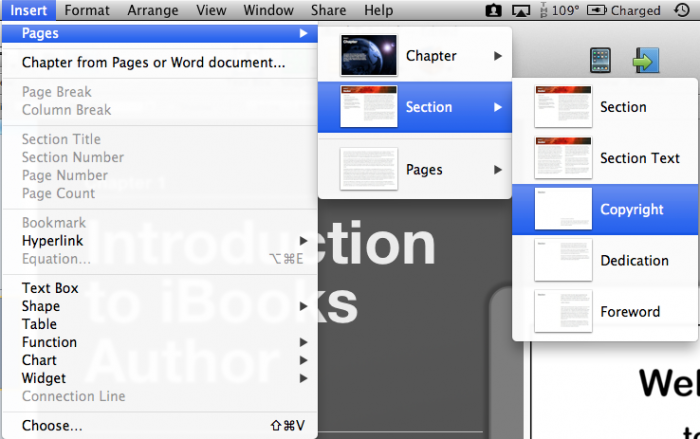 Insert Format Arrange View Window Share Help 109° Charged
Pages
Chapter from Pages or Word document...
Page Break
Column Break
Section Title
Section Number
Page Number
Page Count
Bookmark
Hyperlink
Equation... ⌥⌘E
Text Box
Shape
Table
Function
Chart
Widget
Connection Line
Choose... ⇧⌘V
Chapter
Section
Pages
Section
Section Text
Copyright
Dedication
Foreword
Introduction
to iBooks
Author
Wel
to